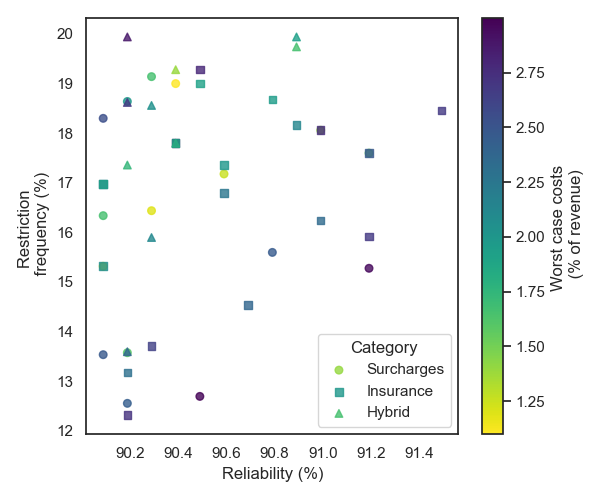 20
19
18
17
16
15
14
13
12
Restriction
frequency (%)
90.2
90.4
90.6
90.8
91.0
91.2
91.4
Reliability (%)
Category
Surcharges
Insurance
Hybrid
2.75
2.50
2.25
2.00
1.75
1.50
1.25
Worst case costs
(% of revenue)